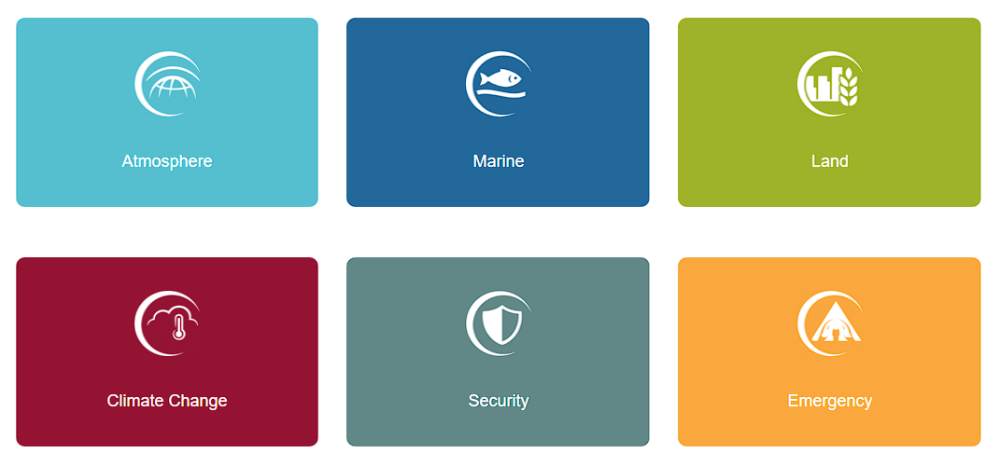 Atmosphere
Marine
Land
Climate Change
Security
Emergency